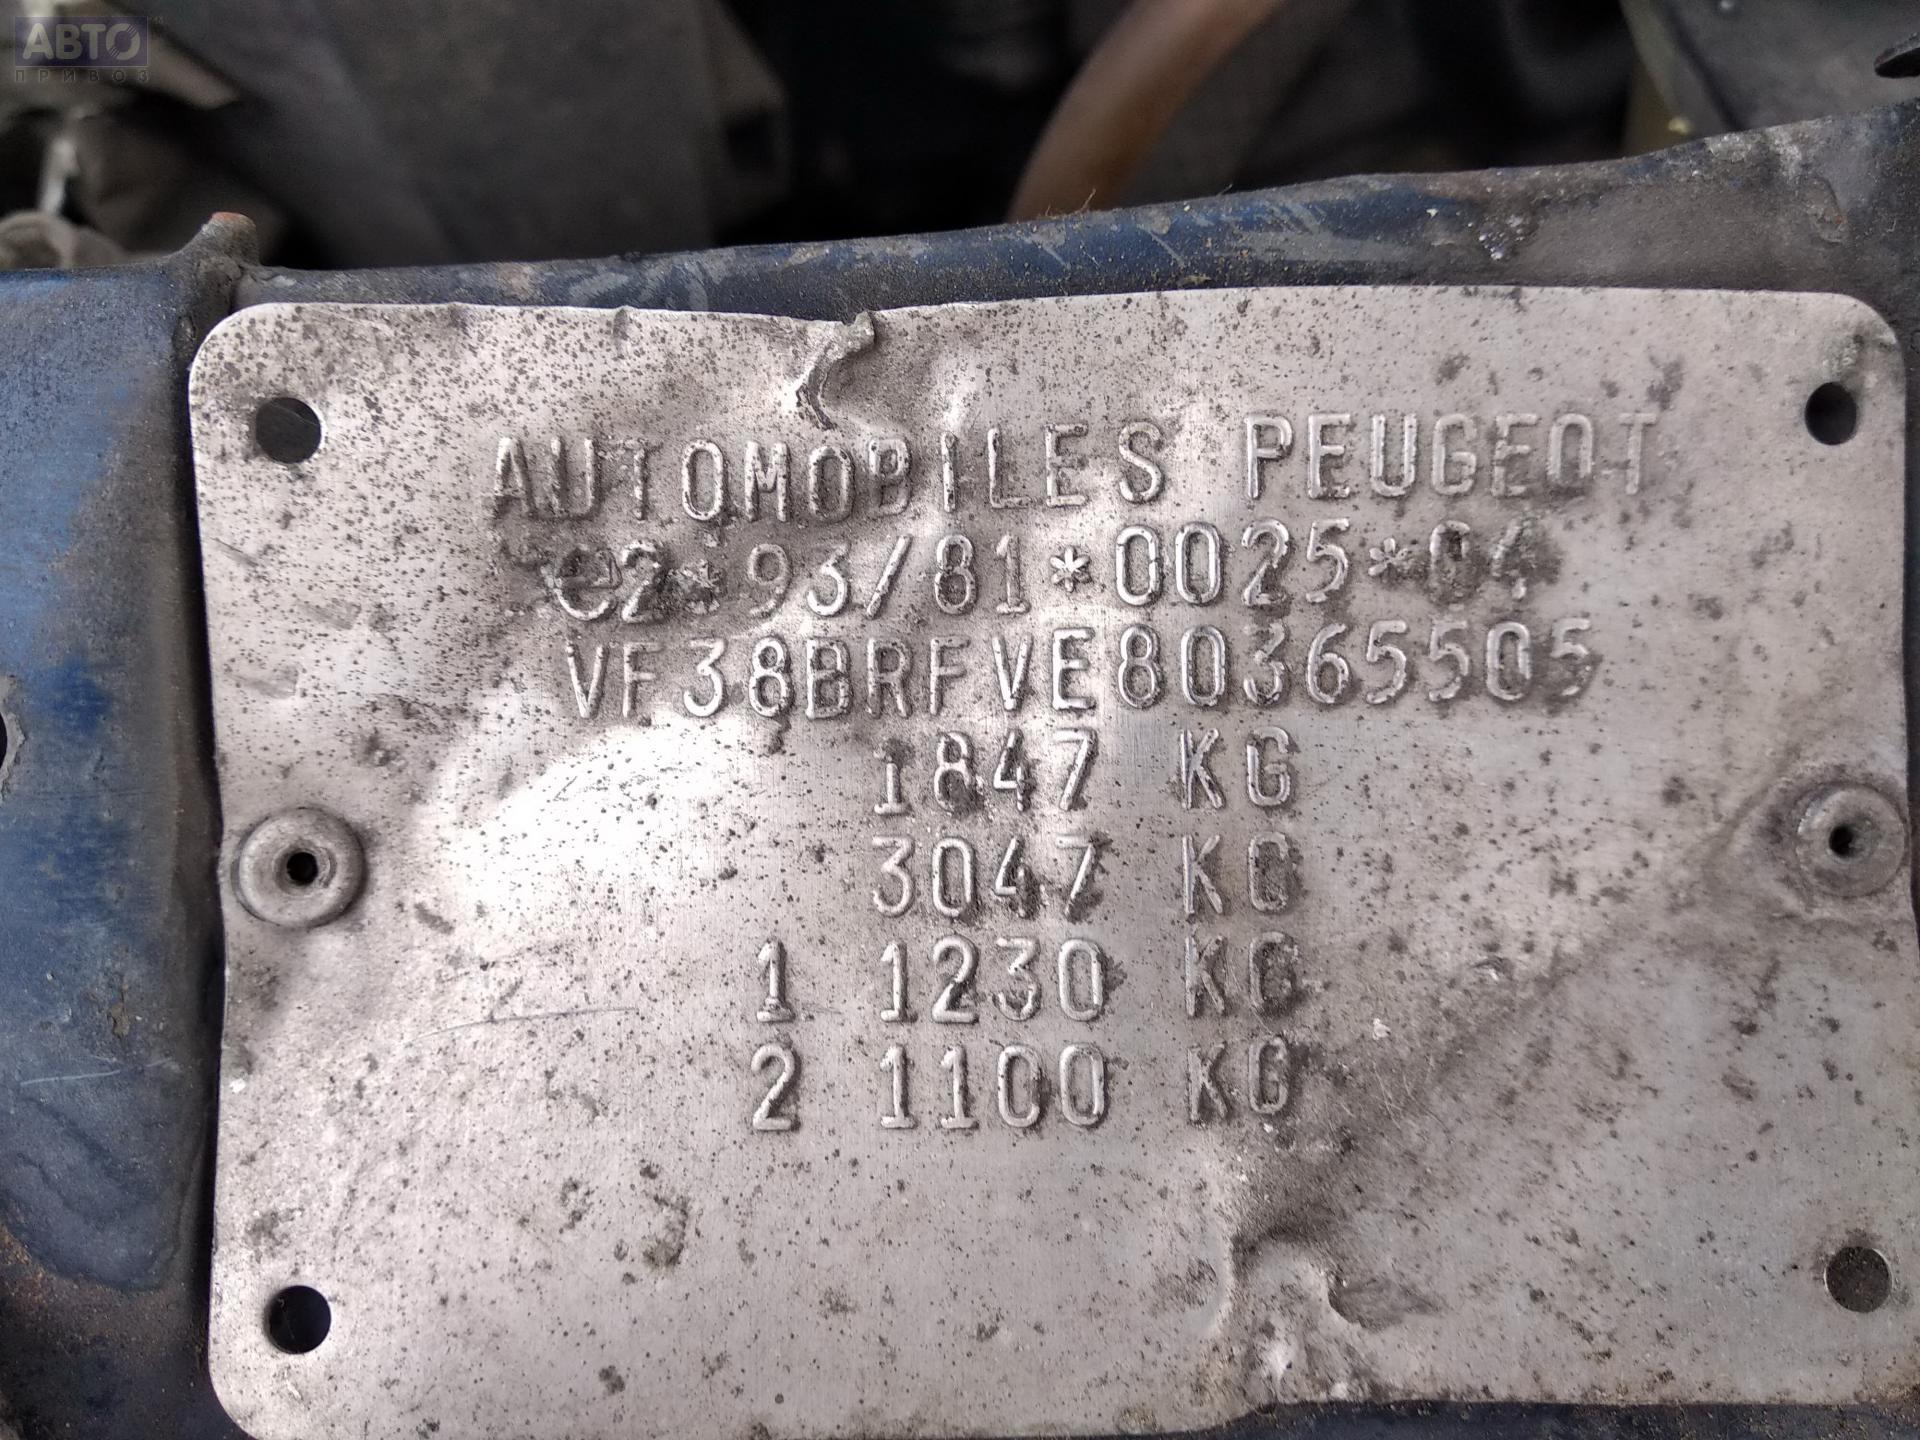 АВТО
ПРИВОЗ
AUTOMOBILES PEUGEOT
e2*93/81*0025*04
VF38BRFVE80365505
1847 KG
3047 KG
1 1230 KG
2 1100 KG